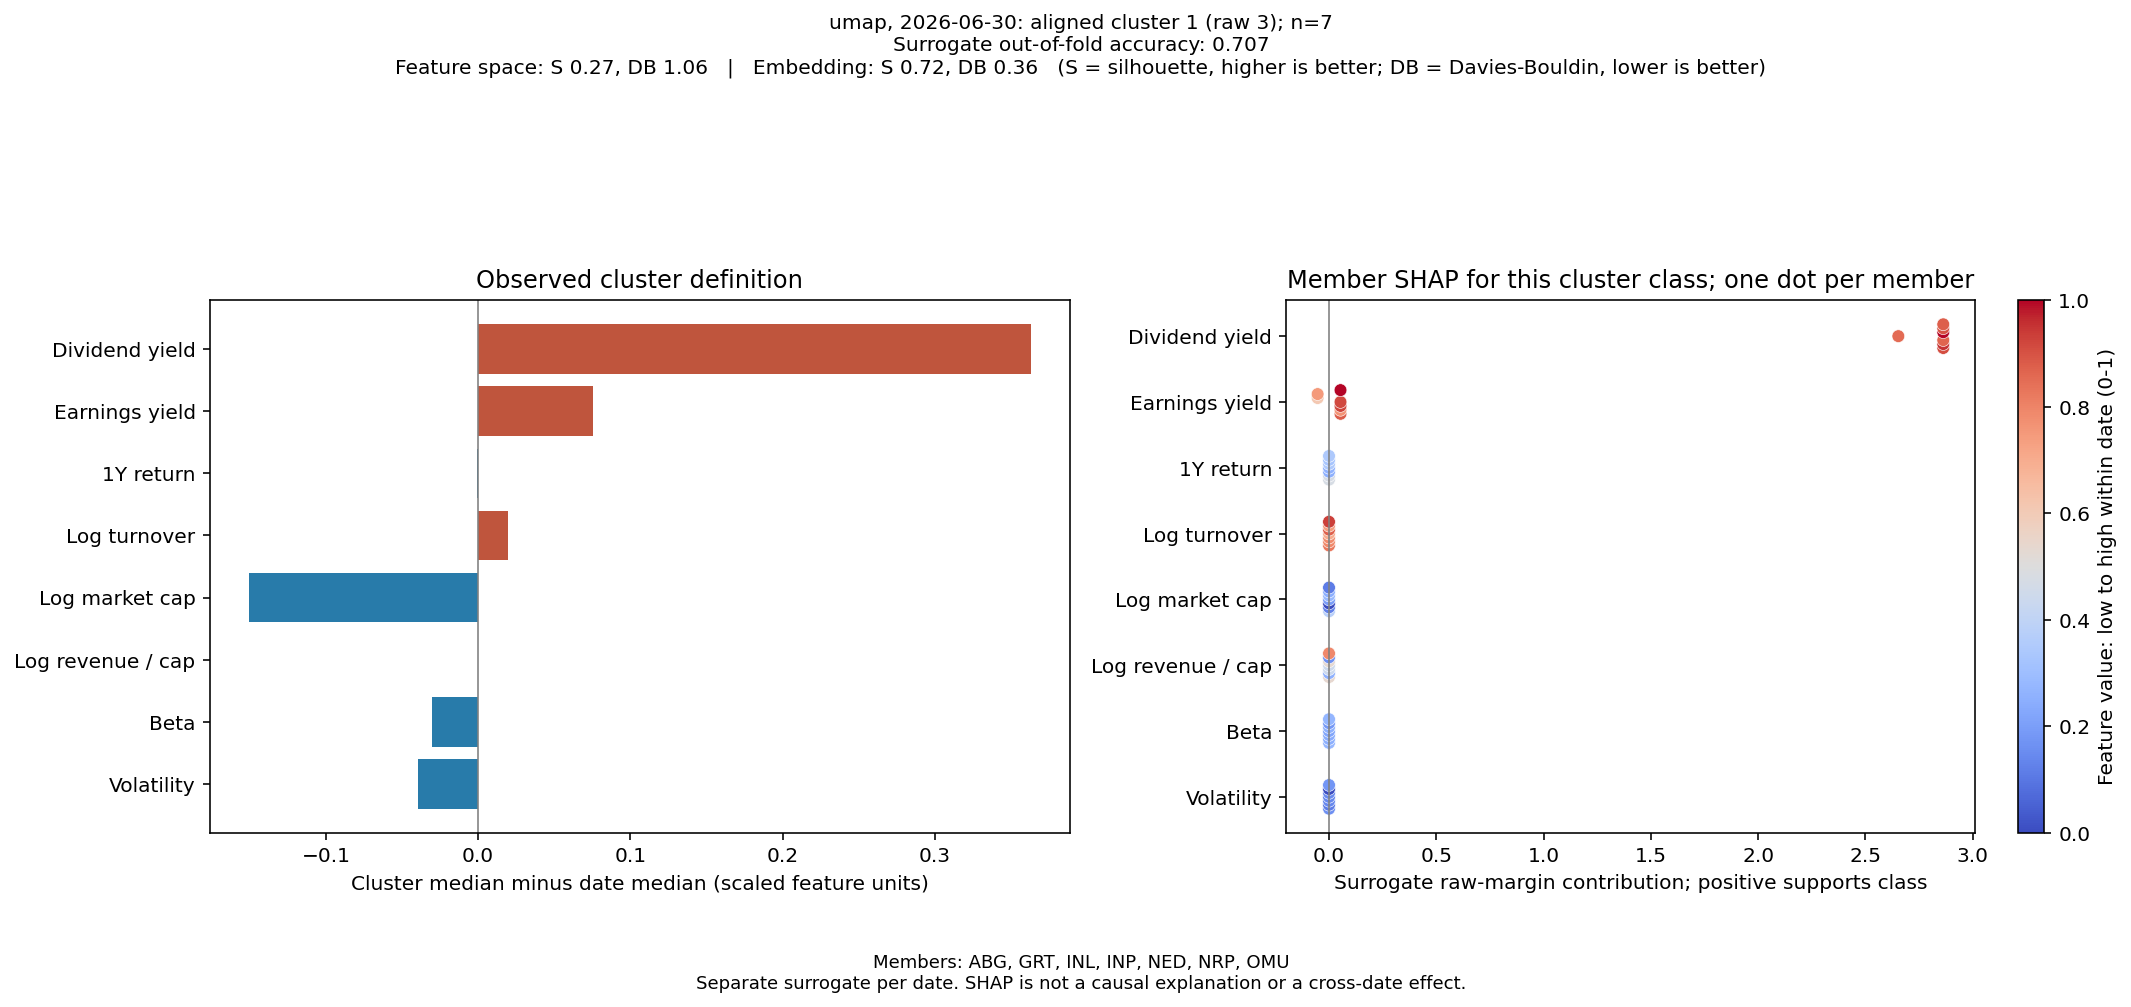 umap, 2026-06-30: aligned cluster 1 (raw 3); n=7
Surrogate out-of-fold accuracy: 0.707
Feature space: S 0.27, DB 1.06   |   Embedding: S 0.72, DB 0.36   (S = silhouette, higher is better; DB = Davies-Bouldin, lower is better)
Observed cluster definition
Dividend yield
Earnings yield
1Y return
Log turnover
Log market cap
Log revenue / cap
Beta
Volatility
−0.1 0.0 0.1 0.2 0.3
Cluster median minus date median (scaled feature units)
Member SHAP for this cluster class; one dot per member
Dividend yield
Earnings yield
1Y return
Log turnover
Log market cap
Log revenue / cap
Beta
Volatility
0.0 0.5 1.0 1.5 2.0 2.5 3.0
Surrogate raw-margin contribution; positive supports class
1.0
0.8
0.6
0.4
0.2
0.0
Feature value: low to high within date (0-1)
Members: ABG, GRT, INL, INP, NED, NRP, OMU
Separate surrogate per date. SHAP is not a causal explanation or a cross-date effect.